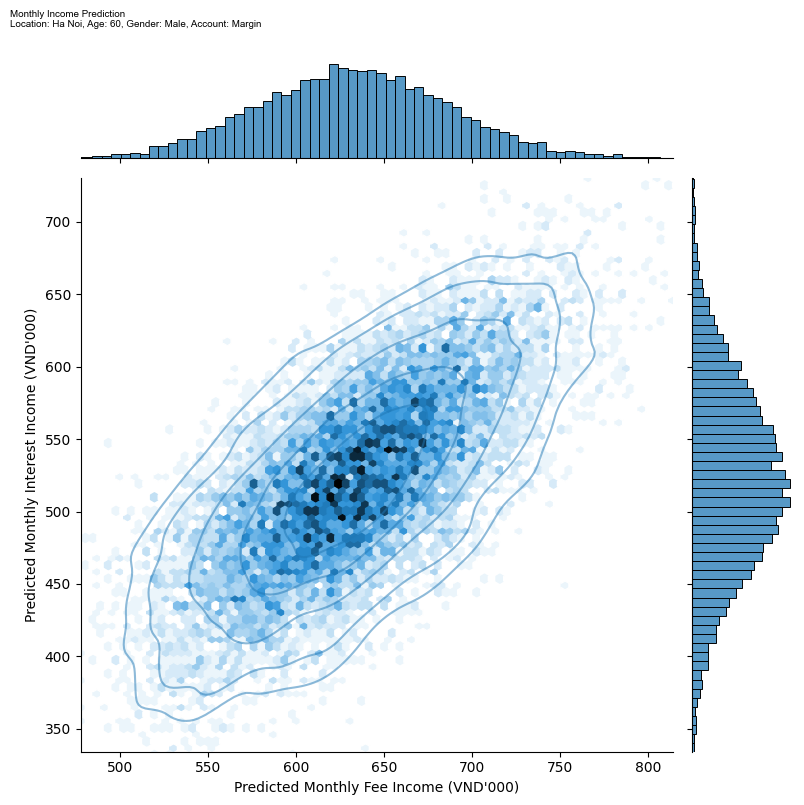 Monthly Income Prediction
Location: Ha Noi, Age: 60, Gender: Male, Account: Margin
700
650
600
550
500
450
400
350
Predicted Monthly Interest Income (VND'000)
500 550 600 650 700 750 800
Predicted Monthly Fee Income (VND'000)